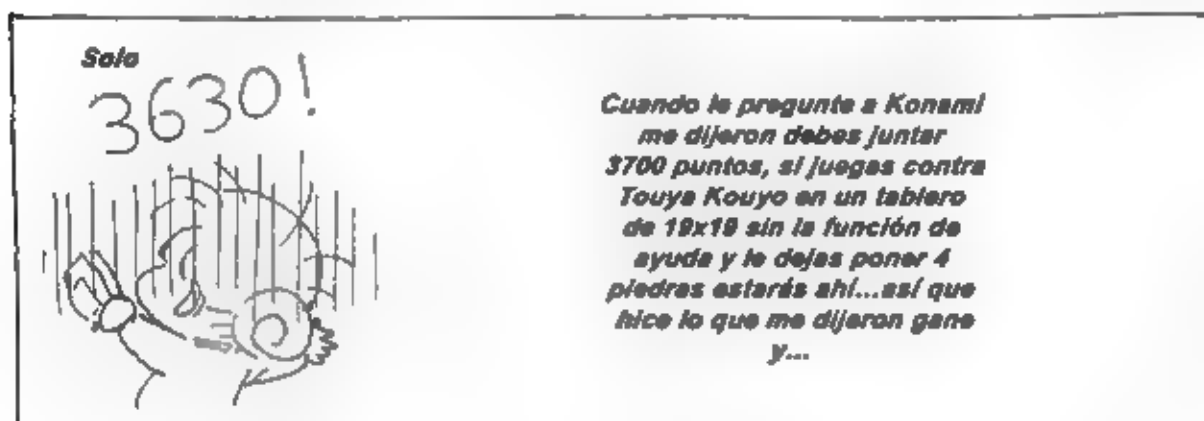 Solo
3630!
Cuando le pregunte a Konami
me dijeron debes juntar
3700 puntos, si juegas contra
Touya Kouyo en un tablero
de 19x19 sin la función de
ayuda y le dejas poner 4
piedras estarás ahí...así que
hice lo que me dijeron gane
y...